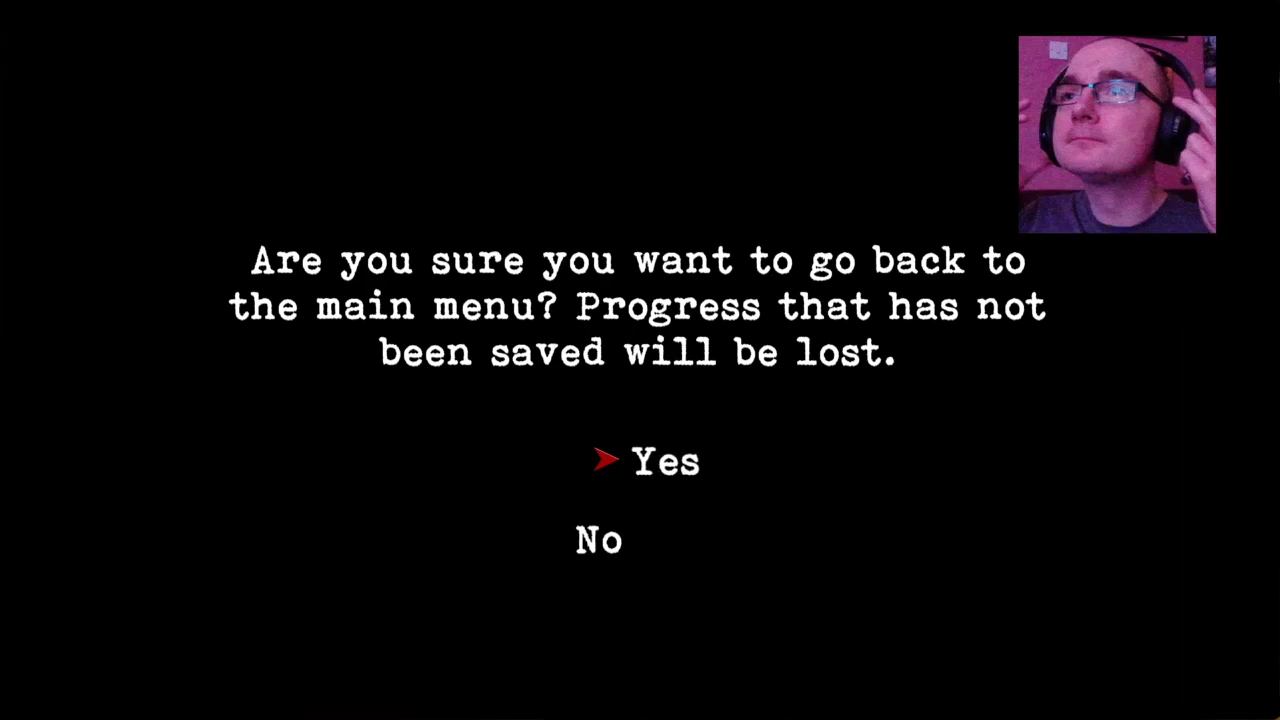 Are you sure you want to go back to
the main menu? Progress that has not
been saved will be lost.
Yes
No